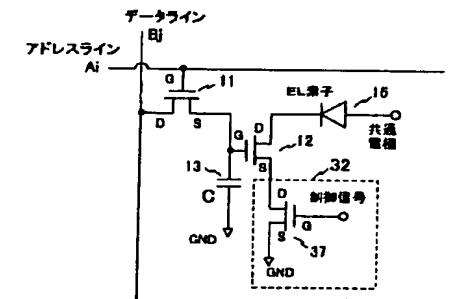 データライン
Bj
アドレスライン
Ai
G
11
D
S
EL素子
15
共通
電極
D
G
12
S
13
C
32
D
制御信号
G
S
37
GND
GND